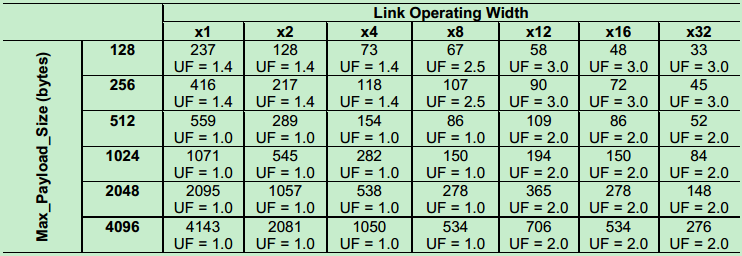 Link Operating Width
x1 x2 x4 x8 x12 x16 x32
Max_Payload_Size (bytes)
128 237 128 73 67 58 48 33
UF = 1.4 UF = 1.4 UF = 1.4 UF = 2.5 UF = 3.0 UF = 3.0 UF = 3.0
256 416 217 118 107 90 72 45
UF = 1.4 UF = 1.4 UF = 1.4 UF = 2.5 UF = 3.0 UF = 3.0 UF = 3.0
512 559 289 154 86 109 86 52
UF = 1.0 UF = 1.0 UF = 1.0 UF = 1.0 UF = 2.0 UF = 2.0 UF = 2.0
1024 1071 545 282 150 194 150 84
UF = 1.0 UF = 1.0 UF = 1.0 UF = 1.0 UF = 2.0 UF = 2.0 UF = 2.0
2048 2095 1057 538 278 365 278 148
UF = 1.0 UF = 1.0 UF = 1.0 UF = 1.0 UF = 2.0 UF = 2.0 UF = 2.0
4096 4143 2081 1050 534 706 534 276
UF = 1.0 UF = 1.0 UF = 1.0 UF = 1.0 UF = 2.0 UF = 2.0 UF = 2.0